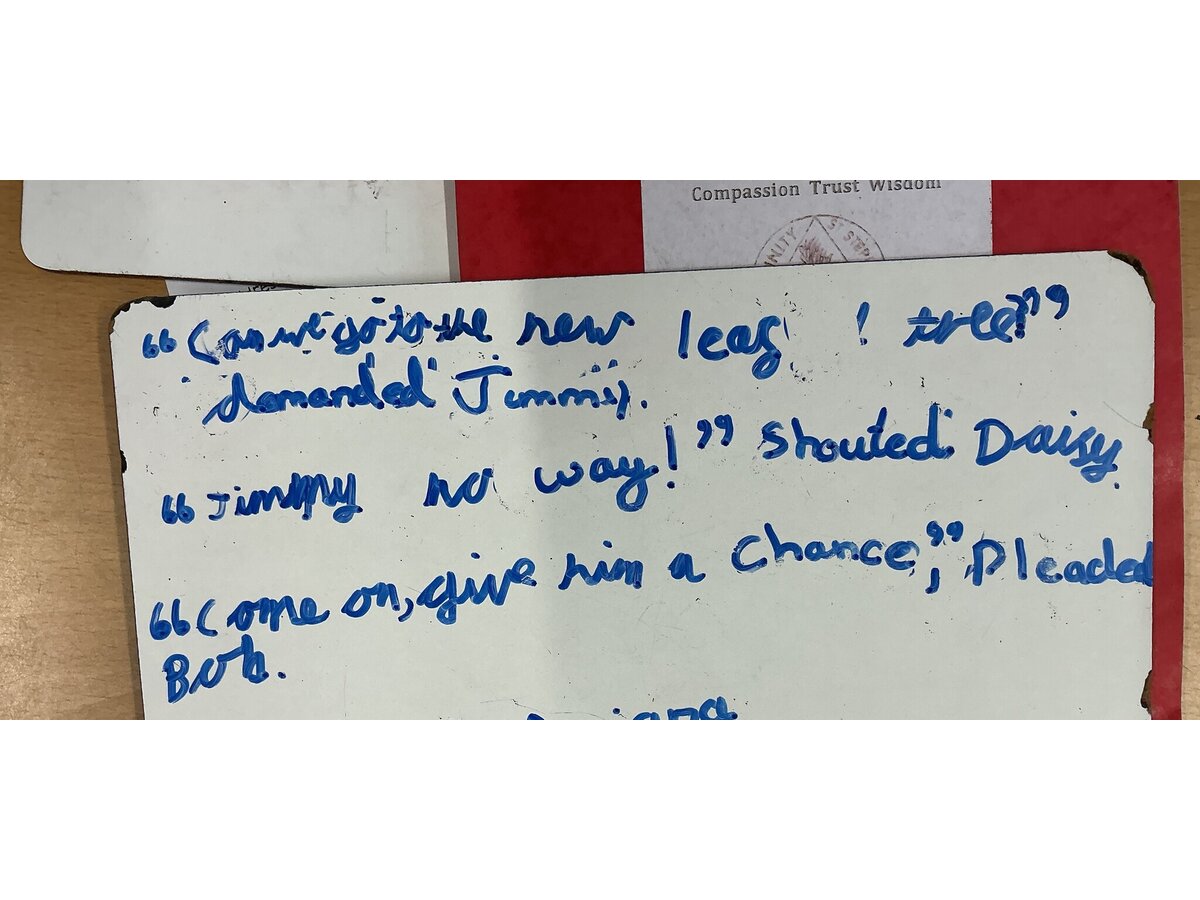 Compassion Trust Wisdom
“Can we go to the new leag ! tree?”
demanded Jimmy.
“Jimmy no way!” Shouted Daisy.
“Come on, give him a Chance,” Pleaded
Bob.